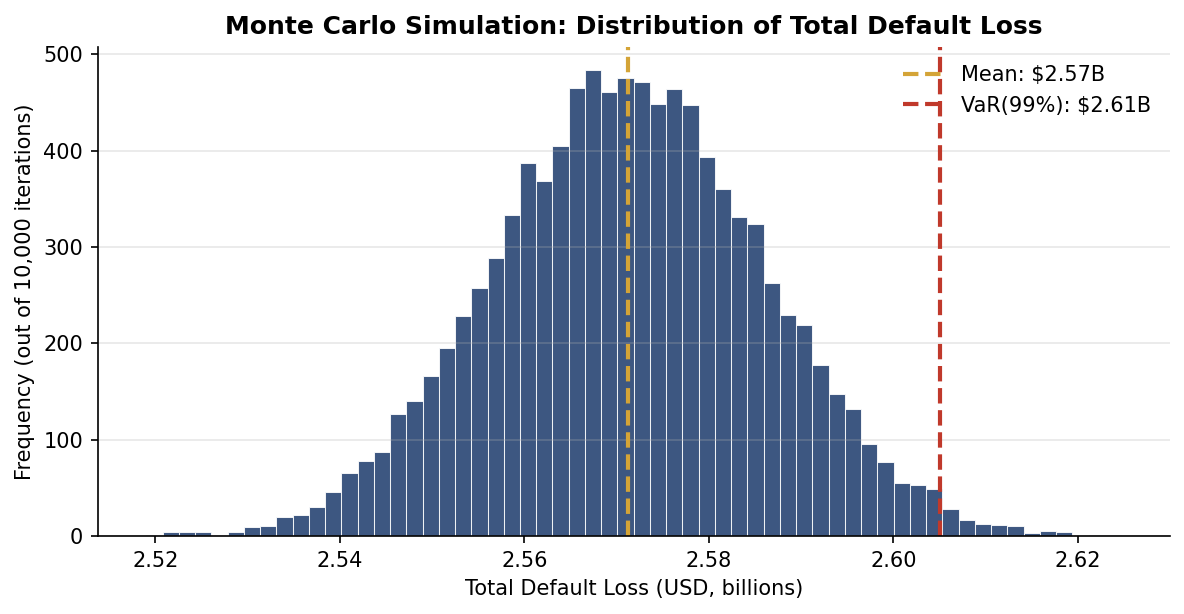 Monte Carlo Simulation: Distribution of Total Default Loss
Mean: $2.57B
VaR(99%): $2.61B
Frequency (out of 10,000 iterations)
500
400
300
200
100
0
2.52 2.54 2.56 2.58 2.60 2.62
Total Default Loss (USD, billions)